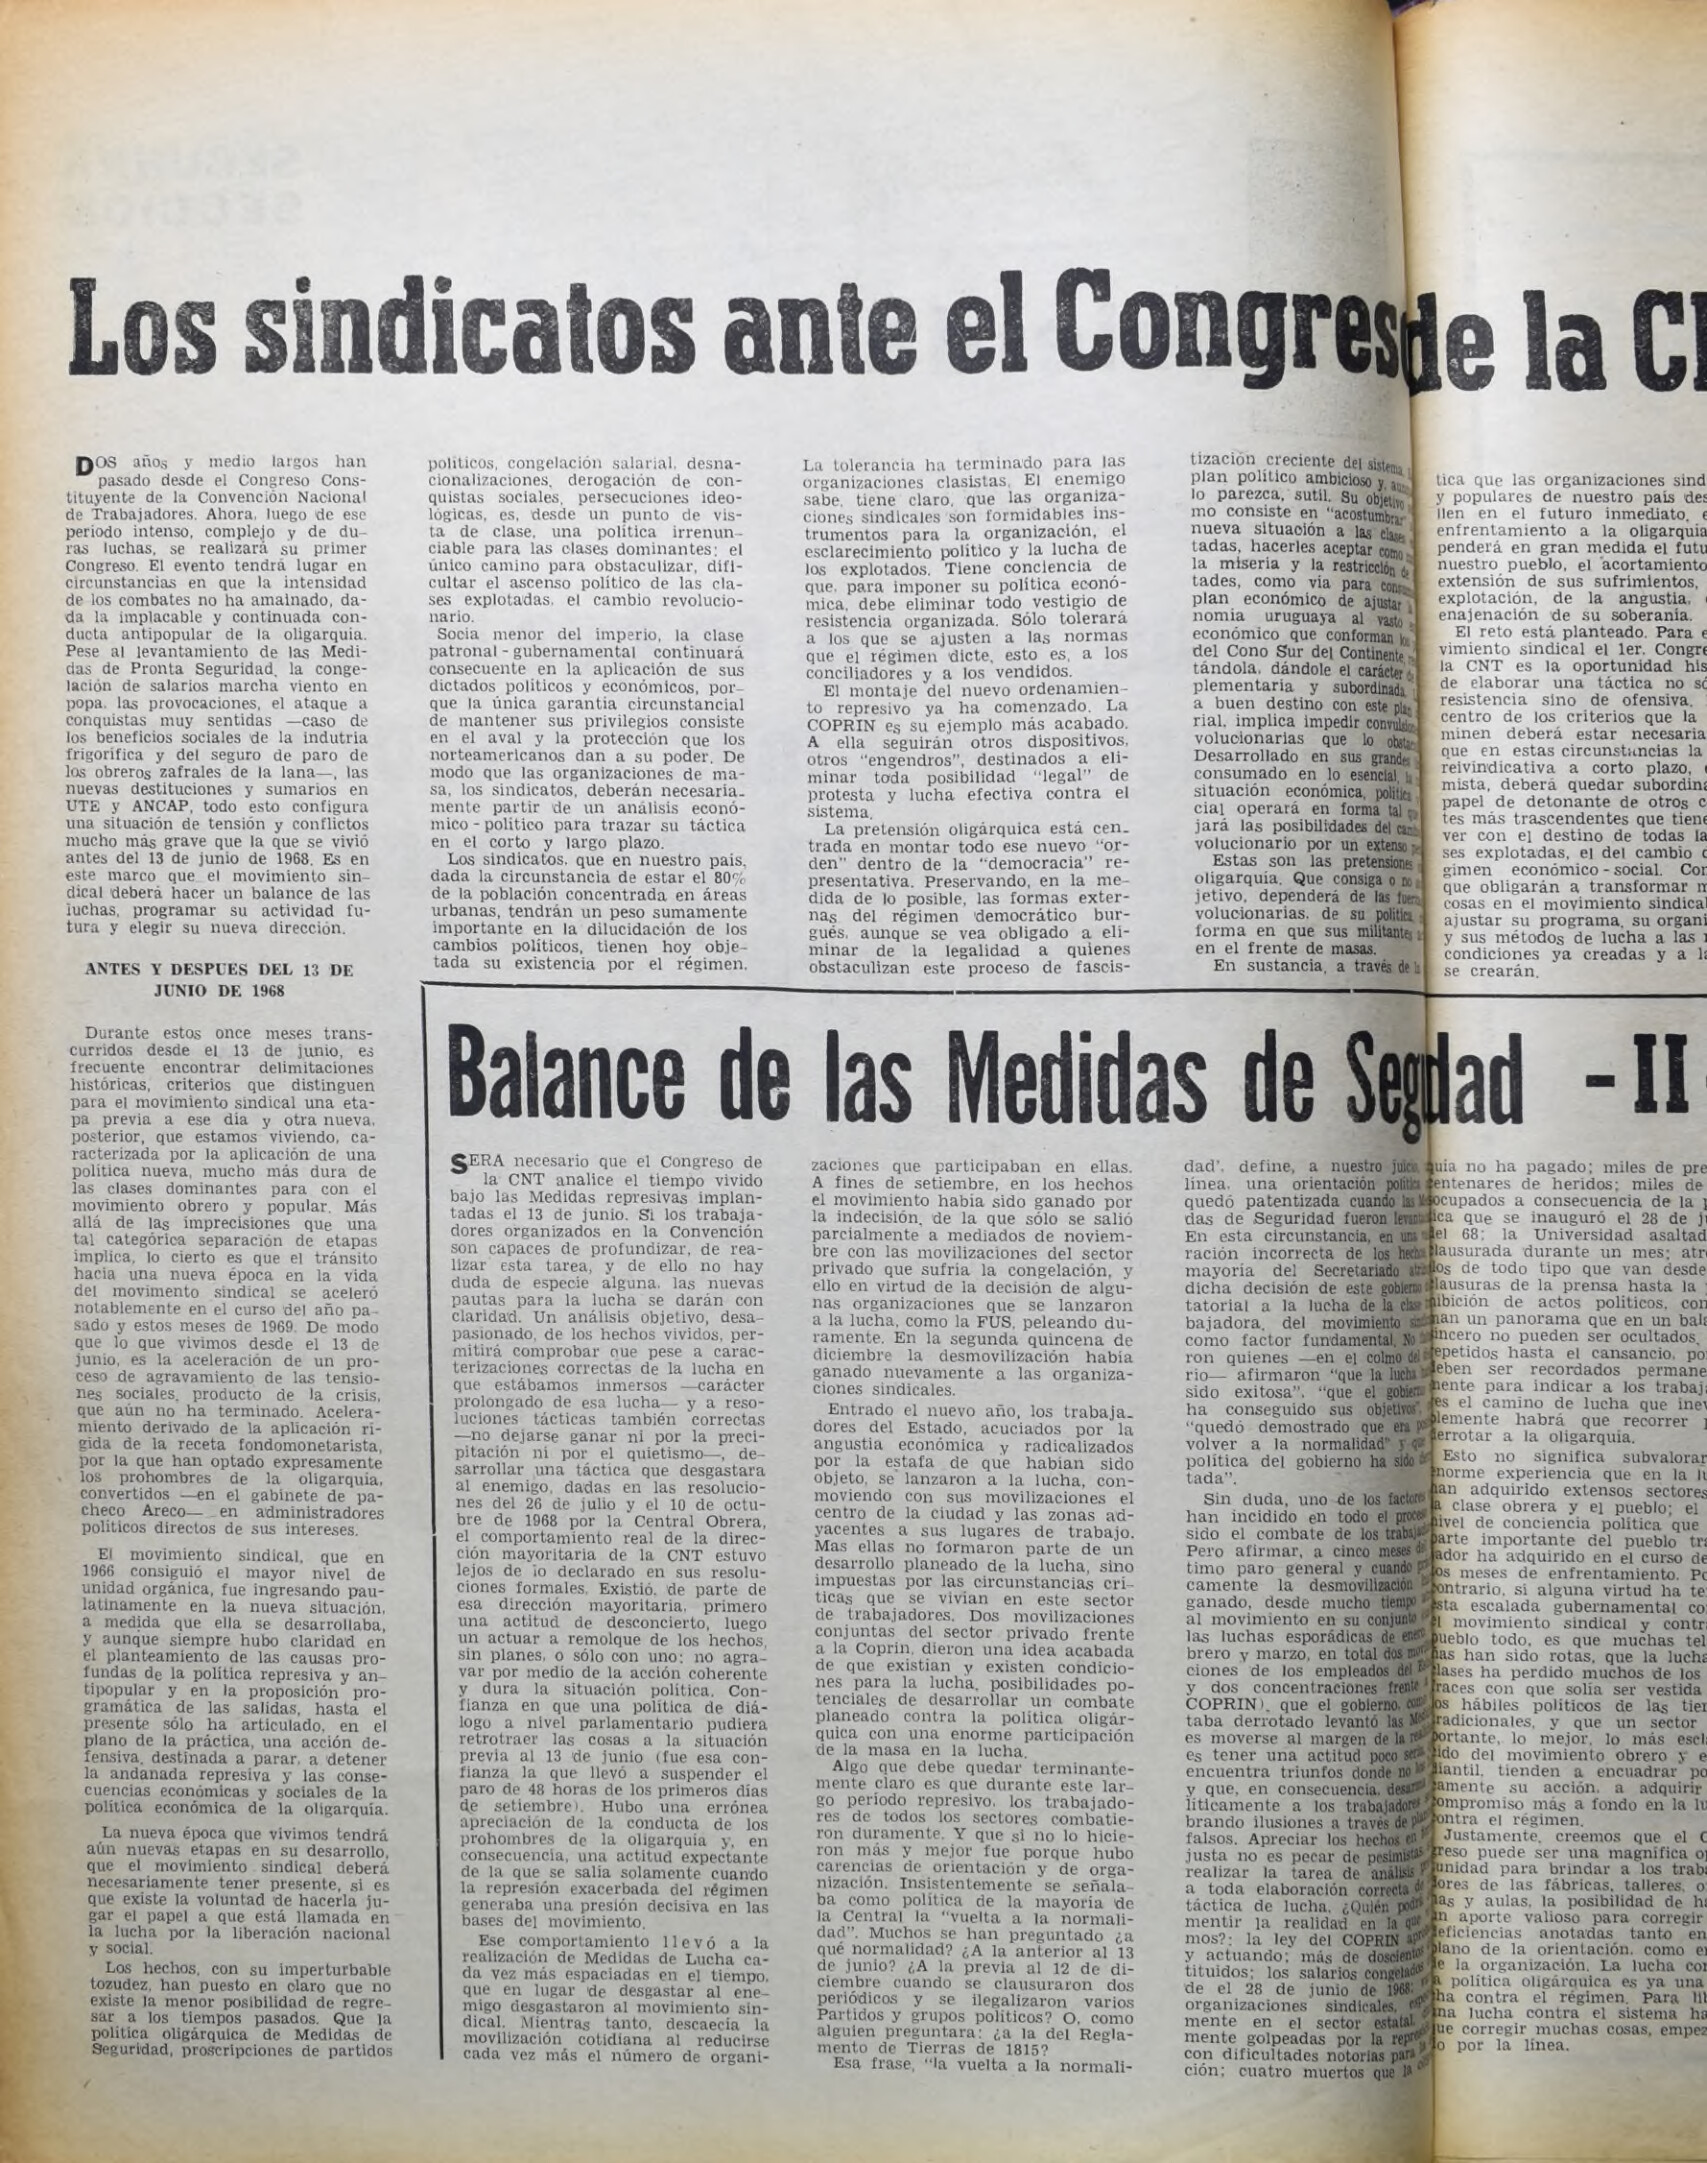 Los sindicatos ante el Congres de la
DOS años y medio largos han
pasado desde el Congreso Cons-
tituyente de la Convención Nacional
de Trabajadores. Ahora, luego de ese
período intenso, complejo y de du-
ras luchas, se realizará su primer
Congreso. El evento tendrá lugar en
circunstancias en que la intensidad
de los combates no ha amainado, da-
da la implacable y continuada con-
ducta antipopular de la oligarquía.
Pese al levantamiento de las Medi-
das de Pronta Seguridad, la conge-
lación de salarios marcha viento en
popa, las provocaciones, el ataque a
conquistas muy sentidas —caso de
los beneficios sociales de la indutria
frigorífica y del seguro de paro de
los obreros zafrales de la lana—, las
nuevas destituciones y sumarios en
UTE y ANCAP, todo esto configura
una situación de tensión y conflictos
mucho más grave que la que se vivió
antes del 13 de junio de 1968. Es en
este marco que el movimiento sin-
dical deberá hacer un balance de las
luchas, programar su actividad fu-
tura y elegir su nueva dirección.
ANTES Y DESPUES DEL 13 DE
JUNIO DE 1968
Durante estos once meses trans-
curridos desde el 13 de junio, es
frecuente encontrar delimitaciones
históricas, criterios que distinguen
para el movimiento sindical una eta-
pa previa a ese día y otra nueva,
posterior, que estamos viviendo, ca-
racterizada por la aplicación de una
política nueva, mucho más dura de
las clases dominantes para con el
movimiento obrero y popular. Más
allá de las imprecisiones que una
tal categórica separación de etapas
implica, lo cierto es que el tránsito
hacia una nueva época en la vida
del movimento sindical se aceleró
notablemente en el curso del año pa-
sado y estos meses de 1969. De modo
que lo que vivimos desde el 13 de
junio, es la aceleración de un pro-
ceso de agravamiento de las tensio-
nes sociales, producto de la crisis,
que aún no ha terminado. Acelera-
miento derivado de la aplicación rí-
gida de la receta fondomonetarista,
por la que han optado expresamente
los prohombres de la oligarquía,
convertidos —en el gabinete de pa-
checo Areco— en administradores
políticos directos de sus intereses.
El movimiento sindical, que en
1966 consiguió el mayor nivel de
unidad orgánica, fue ingresando pau-
latinamente en la nueva situación,
a medida que ella se desarrollaba,
y aunque siempre hubo claridad en
el planteamiento de las causas pro-
fundas de la política represiva y an-
tipopular y en la proposición pro-
gramática de las salidas, hasta el
presente sólo ha articulado, en el
plano de la práctica, una acción de-
fensiva, destinada a parar, a detener
la andanada represiva y las conse-
cuencias económicas y sociales de la
política económica de la oligarquía.
La nueva época que vivimos tendrá
aún nuevas etapas en su desarrollo,
que el movimiento sindical deberá
necesariamente tener presente, si es
que existe la voluntad de hacerla ju-
gar el papel a que está llamada en
la lucha por la liberación nacional
y social.
Los hechos, con su imperturbable
tozudez, han puesto en claro que no
existe la menor posibilidad de regre-
sar a los tiempos pasados. Que la
política oligárquica de Medidas de
Seguridad, proscripciones de partidos
políticos, congelación salarial, desna-
cionalizaciones, derogación de con-
quistas sociales, persecuciones ideo-
lógicas, es, desde un punto de vis-
ta de clase, una política irrenun-
ciable para las clases dominantes: el
único camino para obstaculizar, difi-
cultar el ascenso político de las cla-
ses explotadas, el cambio revolucio-
nario.
Socia menor del imperio, la clase
patronal-gubernamental continuará
consecuente en la aplicación de sus
dictados políticos y económicos, por-
que la única garantía circunstancial
de mantener sus privilegios consiste
en el aval y la protección que los
norteamericanos dan a su poder. De
modo que las organizaciones de ma-
sa, los sindicatos, deberán necesaria-
mente partir de un análisis econó-
mico-político para trazar su táctica
en el corto y largo plazo.
Los sindicatos, que en nuestro país,
dada la circunstancia de estar el 80%
de la población concentrada en áreas
urbanas, tendrán un peso sumamente
importante en la dilucidación de los
cambios políticos, tienen hoy obje-
tada su existencia por el régimen.
La tolerancia ha terminado para las
organizaciones clasistas. El enemigo
sabe, tiene claro, que las organiza-
ciones sindicales son formidables ins-
trumentos para la organización, el
esclarecimiento político y la lucha de
los explotados. Tiene conciencia de
que, para imponer su política econó-
mica, debe eliminar todo vestigio de
resistencia organizada. Sólo tolerará
a los que se ajusten a las normas
que el régimen dicte, esto es, a los
conciliadores y a los vendidos.
El montaje del nuevo ordenamien-
to represivo ya ha comenzado. La
COPRIN es su ejemplo más acabado.
A ella seguirán otros dispositivos,
otros "engendros", destinados a eli-
minar toda posibilidad "legal" de
protesta y lucha efectiva contra el
sistema.
La pretensión oligárquica está cen-
trada en montar todo ese nuevo "or-
den" dentro de la "democracia" re-
presentativa. Preservando, en la me-
dida de lo posible, las formas exter-
nas del régimen democrático bur-
gués, aunque se vea obligado a eli-
minar de la legalidad a quienes
obstaculizan este proceso de fascis-
tización creciente del sistema,
plan político ambicioso y,
lo parezca, sutil. Su objetivo
mo consiste en "acostumbrar"
nueva situación a las
tadas, hacerles aceptar como
la miseria y la restricción de
tades, como vía para
plan económico de ajustar
nomía uruguaya al vasto
económico que conforman
del Cono Sur del Continente,
tándola, dándole el carácter
plementaria y subordinada.
a buen destino con este plan
rial, implica impedir
volucionarias que lo
Desarrollado en sus grandes
consumado en lo esencial,
situación económica, política
cial operará en forma tal
jará las posibilidades del
volucionario por un extenso
Estas son las pretensiones
oligarquía. Que consiga o no
jetivo, dependerá de las
volucionarias, de su política,
forma en que sus militantes
en el frente de masas.
En sustancia, a través de
tica que las organizaciones sind
y populares de nuestro país des
llen en el futuro inmediato,
enfrentamiento a la oligarquía
penderá en gran medida el futu
nuestro pueblo, el acortamiento
extensión de sus sufrimientos,
explotación, de la angustia,
enajenación de su soberanía.
El reto está planteado. Para
vimiento sindical el 1er. Congre
la CNT es la oportunidad his
de elaborar una táctica no só
resistencia sino de ofensiva.
centro de los criterios que la
minen deberá estar necesaria
que en estas circunstancias la
reivindicativa a corto plazo,
mista, deberá quedar subordina
papel de detonante de otros
tes más trascendentes que tiene
ver con el destino de todas la
ses explotadas, el del cambio
gimen económico-social.
que obligarán a transformar
cosas en el movimiento sindical
ajustar su programa, su organi
y sus métodos de lucha a las
condiciones ya creadas y a
se crearán.
Balance de las Medidas de Seg dad - II
SERA necesario que el Congreso de
la CNT analice el tiempo vivido
bajo las Medidas represivas implan-
tadas el 13 de junio. Si los trabaja-
dores organizados en la Convención
son capaces de profundizar, de rea-
lizar esta tarea, y de ello no hay
duda de especie alguna, las nuevas
pautas para la lucha se darán con
claridad. Un análisis objetivo, desa-
pasionado, de los hechos vividos, per-
mitirá comprobar que pese a carac-
terizaciones correctas de la lucha en
que estábamos inmersos —carácter
prolongado de esa lucha— y a reso-
luciones tácticas también correctas
—no dejarse ganar ni por la preci-
pitación ni por el quietismo—, de-
sarrollar una táctica que desgastara
al enemigo, dadas en las resolucio-
nes del 26 de julio y el 10 de octu-
bre de 1968 por la Central Obrera,
el comportamiento real de la direc-
ción mayoritaria de la CNT estuvo
lejos de lo declarado en sus resolu-
ciones formales. Existió, de parte de
esa dirección mayoritaria, primero
una actitud de desconcierto, luego
un actuar a remolque de los hechos,
sin planes, o sólo con uno: no agra-
var por medio de la acción coherente
y dura la situación política. Con-
fianza en que una política de diá-
logo a nivel parlamentario pudiera
retrotraer las cosas a la situación
previa al 13 de junio (fue esa con-
fianza la que llevó a suspender el
paro de 48 horas de los primeros días
de setiembre). Hubo una errónea
apreciación de la conducta de los
prohombres de la oligarquía y, en
consecuencia, una actitud expectante
de la que se salía solamente cuando
la represión exacerbada del régimen
generaba una presión decisiva en las
bases del movimiento.
Ese comportamiento llevó a la
realización de Medidas de Lucha ca-
da vez más espaciadas en el tiempo,
que en lugar de desgastar al ene-
migo desgastaron al movimiento sin-
dical. Mientras tanto, descaecía la
movilización cotidiana al reducirse
cada vez más el número de organi-
zaciones que participaban en ellas.
A fines de setiembre, en los hechos
el movimiento había sido ganado por
la indecisión, de la que sólo se salió
parcialmente a mediados de noviem-
bre con las movilizaciones del sector
privado que sufría la congelación, y
ello en virtud de la decisión de algu-
nas organizaciones que se lanzaron
a la lucha, como la FUS, peleando du-
ramente. En la segunda quincena de
diciembre la desmovilización había
ganado nuevamente a las organiza-
ciones sindicales.
Entrado el nuevo año, los trabaja-
dores del Estado, acuciados por la
angustia económica y radicalizados
por la estafa de que habían sido
objeto, se lanzaron a la lucha, con-
moviendo con sus movilizaciones el
centro de la ciudad y las zonas ad-
yacentes a sus lugares de trabajo.
Mas ellas no formaron parte de un
desarrollo planeado de la lucha, sino
impuestas por las circunstancias crí-
ticas que se vivían en este sector
de trabajadores. Dos movilizaciones
conjuntas del sector privado frente
a la Coprin, dieron una idea acabada
de que existían y existen condicio-
nes para la lucha, posibilidades po-
tenciales de desarrollar un combate
planeado contra la política oligár-
quica con una enorme participación
de la masa en la lucha.
Algo que debe quedar terminante-
mente claro es que durante este lar-
go período represivo, los trabajado-
res de todos los sectores combatie-
ron duramente. Y que si no lo hicie-
ron más y mejor fue porque hubo
carencias de orientación y de orga-
nización. Insistentemente se señala-
ba como política de la mayoría de
la Central la "vuelta a la normali-
dad". Muchos se han preguntado ¿a
qué normalidad? ¿A la anterior al 13
de junio? ¿A la previa al 12 de di-
ciembre cuando se clausuraron dos
periódicos y se ilegalizaron varios
Partidos y grupos políticos? O, como
alguien preguntara: ¿a la del Regla-
mento de Tierras de 1815?
Esa frase, "la vuelta a la normali-
dad", define, a nuestro juicio,
línea, una orientación política
quedó patentizada cuando las
das de Seguridad fueron
En esta circunstancia, en una
ración incorrecta de los hechos
mayoría del Secretariado
dicha decisión de este gobierno
tatorial a la lucha de la clase
bajadora, del movimiento
como factor fundamental. No
ron quienes —en el colmo del
rio— afirmaron "que la lucha
sido exitosa", "que el gobierno
ha conseguido sus objetivos",
"quedó demostrado que era
volver a la normalidad" y que
política del gobierno ha sido
tada".
Sin duda, uno de los factores
han incidido en todo el proceso
sido el combate de los
Pero afirmar, a cinco meses del
timo paro general y cuando
camente la desmovilización
ganado, desde mucho tiempo
al movimiento en su conjunto
las luchas esporádicas de enero
brero y marzo, en total dos
ciones de los empleados del
y dos concentraciones frente
COPRIN), que el gobierno,
taba derrotado levantó las
es moverse al margen de la
es tener una actitud poco
encuentra triunfos donde no los
y que, en consecuencia,
líticamente a los trabajadores
brando ilusiones a través de
falsos. Apreciar los hechos en
justa no es pecar de pesimistas
realizar la tarea de análisis
a toda elaboración correcta de
táctica de lucha. ¿Quién podrá
mentir la realidad en la que
mos?: la ley del COPRIN
y actuando; más de doscientos
tituidos; los salarios congelados
de el 28 de junio de 1968;
organizaciones sindicales,
mente en el sector estatal,
mente golpeadas por la
con dificultades notorias para
ción; cuatro muertos que la
uía no ha pagado; miles de pre
entenares de heridos; miles de
ocupados a consecuencia de la
ica que se inauguró el 28 de
el 68; la Universidad asaltad
lausurada durante un mes; atr
los de todo tipo que van desde
lausuras de la prensa hasta la
ibición de actos políticos, con
an un panorama que en un bal
incero no pueden ser ocultados,
epetidos hasta el cansancio, po
eben ser recordados permane
ente para indicar a los trabaj
es el camino de lucha que ine
lemente habrá que recorrer
errotar a la oligarquía.
Esto no significa subvalorar
norme experiencia que en la
an adquirido extensos sectores
a clase obrera y el pueblo; el
ivel de conciencia política que
arte importante del pueblo tr
ador ha adquirido en el curso de
os meses de enfrentamiento. Po
ontrario, si alguna virtud ha te
sta escalada gubernamental co
l movimiento sindical y contr
ueblo todo, es que muchas tel
as han sido rotas, que la lucha
lases ha perdido muchos de los
races con que solía ser vestida
os hábiles políticos de las tien
radicionales, y que un sector
ortante, lo mejor, lo más escl
ido del movimiento obrero y e
iantil, tienden a encuadrar po
amente su acción, a adquirir
ompromiso más a fondo en la
ontra el régimen.
Justamente, creemos que el
reso puede ser una magnífica o
unidad para brindar a los trab
ores de las fábricas, talleres, o
as y aulas, la posibilidad de
n aporte valioso para corregir
eficiencias anotadas tanto en
lano de la orientación, como e
e la organización. La lucha con
a política oligárquica es ya una
ha contra el régimen. Para
na lucha contra el sistema
ue corregir muchas cosas, empez
o por la línea.